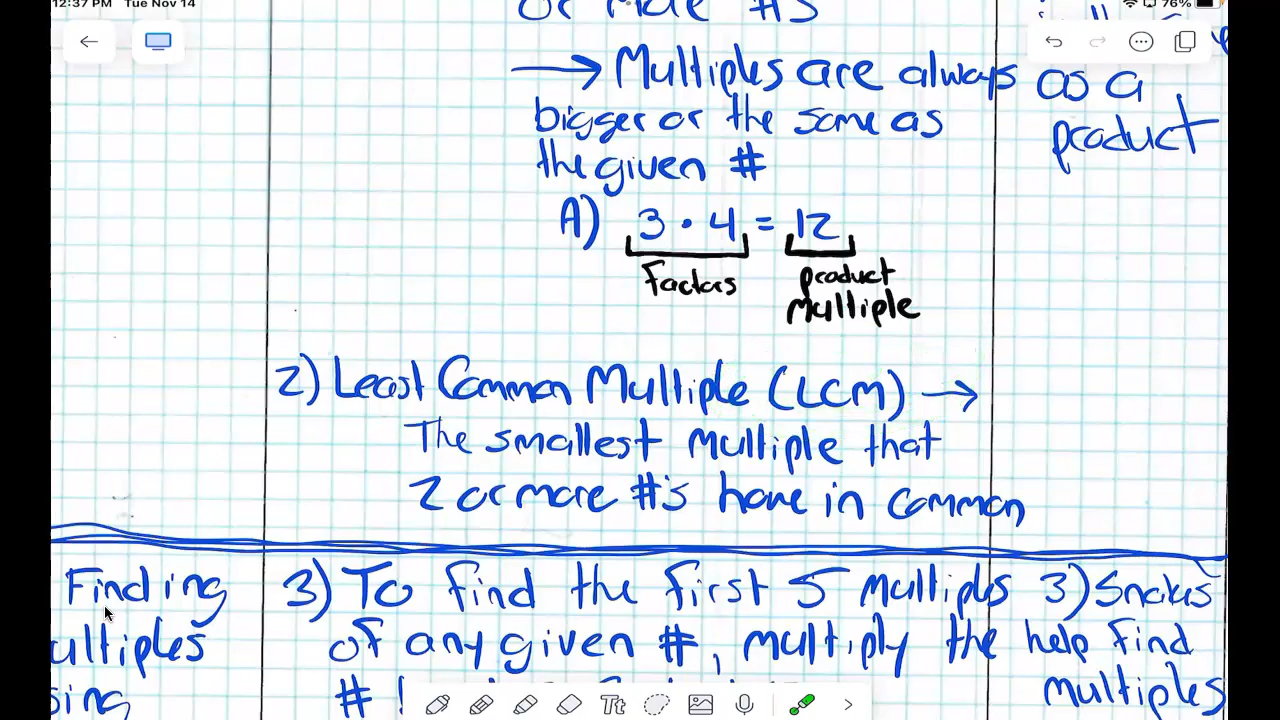 12:37 PM Tue Nov 14
76%
→ Multiples are always
bigger or the same as
the given #
A) 3 · 4 = 12
Factors
product
multiple
as a
product
2) Least Common Multiple (LCM) →
The smallest multiple that
2 or more #'s have in common
Finding
ultiples
sing
3) To find the first 5 multiples
of any given #, multiply the
#
3) Snakes
help find
multiples
Tt